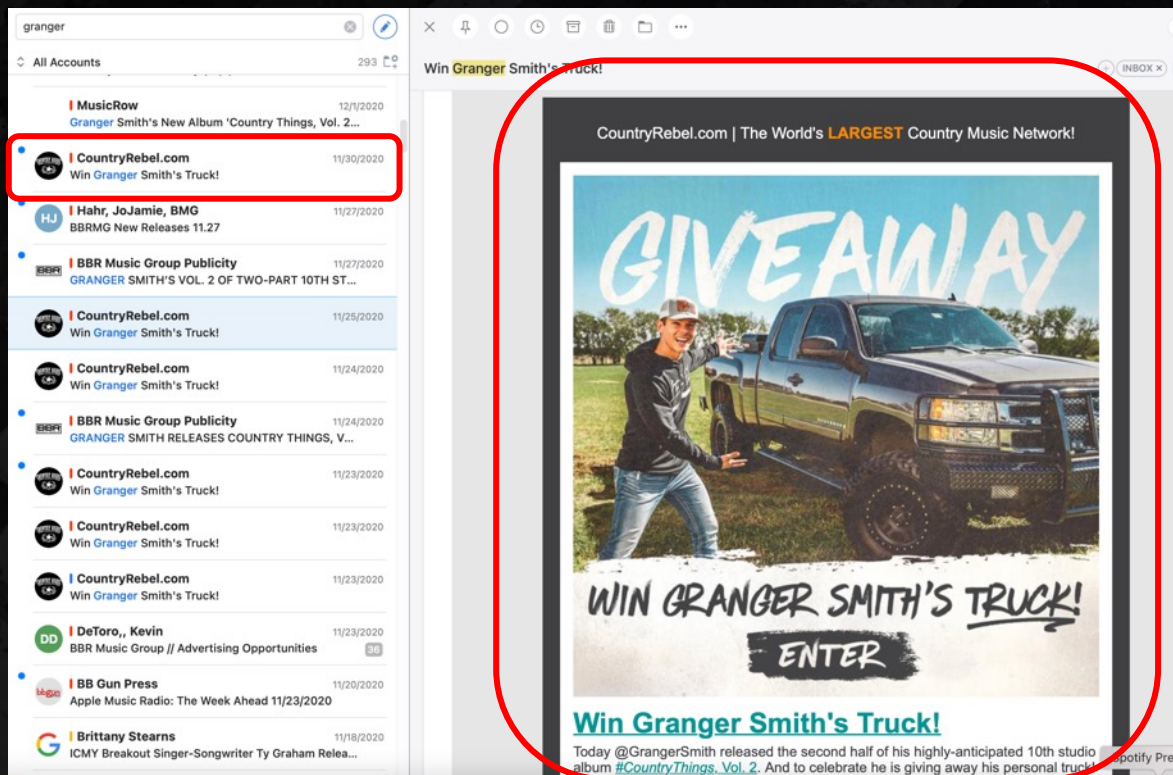 granger
All Accounts 293
MusicRow 12/1/2020
Granger Smith's New Album 'Country Things, Vol. 2...
CountryRebel.com 11/30/2020
Win Granger Smith's Truck!
HJ Hahr, JoJamie, BMG 11/27/2020
BBRMG New Releases 11.27
BBR BBR Music Group Publicity 11/27/2020
GRANGER SMITH'S VOL. 2 OF TWO-PART 10TH ST...
CountryRebel.com 11/25/2020
Win Granger Smith's Truck!
CountryRebel.com 11/24/2020
Win Granger Smith's Truck!
BBR BBR Music Group Publicity 11/24/2020
GRANGER SMITH RELEASES COUNTRY THINGS, V...
CountryRebel.com 11/23/2020
Win Granger Smith's Truck!
CountryRebel.com 11/23/2020
Win Granger Smith's Truck!
CountryRebel.com 11/23/2020
Win Granger Smith's Truck!
DD DeToro,, Kevin 11/23/2020
BBR Music Group // Advertising Opportunities 36
bbgun BB Gun Press 11/20/2020
Apple Music Radio: The Week Ahead 11/23/2020
G Brittany Stearns 11/18/2020
ICMY Breakout Singer-Songwriter Ty Graham Relea...
Win Granger Smith's Truck! INBOX ×
CountryRebel.com | The World's LARGEST Country Music Network!
GIVEAWAY
WIN GRANGER SMITH'S TRUCK!
ENTER
Win Granger Smith's Truck!
Today @GrangerSmith released the second half of his highly-anticipated 10th studio
album #CountryThings, Vol. 2. And to celebrate he is giving away his personal truck!
potify Pre